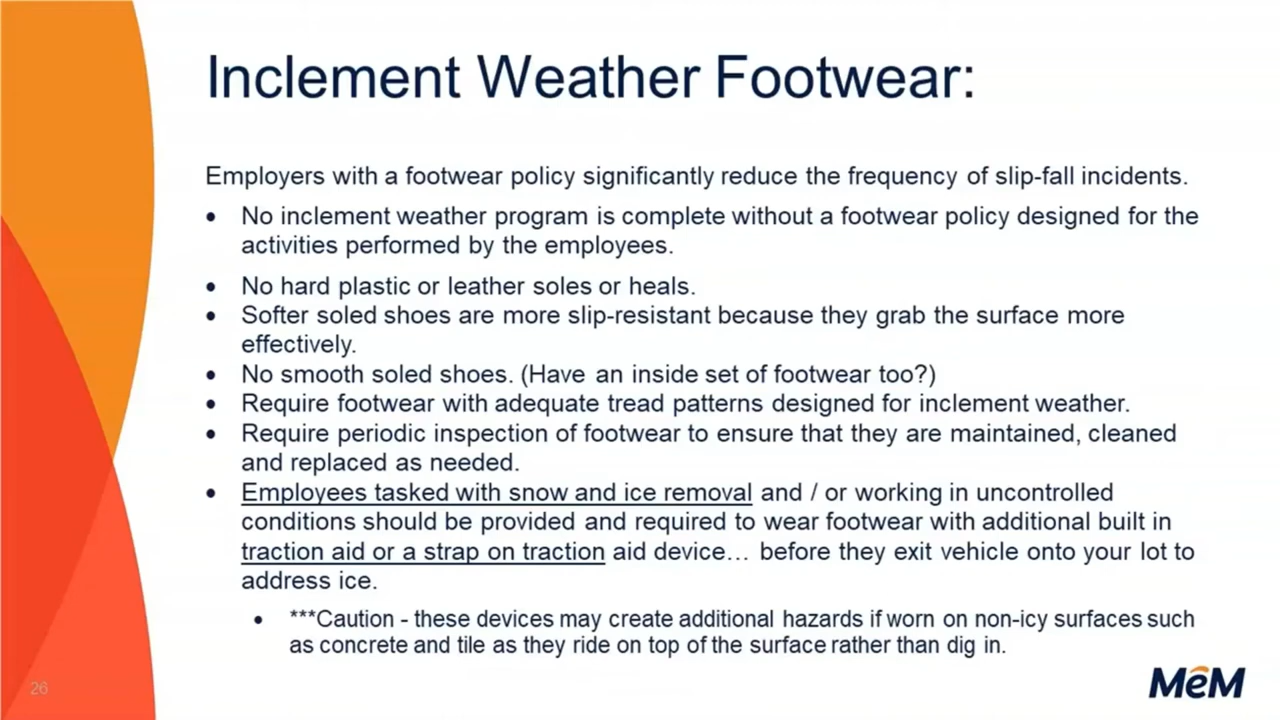 Inclement Weather Footwear:
Employers with a footwear policy significantly reduce the frequency of slip-fall incidents.
• No inclement weather program is complete without a footwear policy designed for the
activities performed by the employees.
• No hard plastic or leather soles or heals.
• Softer soled shoes are more slip-resistant because they grab the surface more
effectively.
• No smooth soled shoes. (Have an inside set of footwear too?)
• Require footwear with adequate tread patterns designed for inclement weather.
• Require periodic inspection of footwear to ensure that they are maintained, cleaned
and replaced as needed.
• Employees tasked with snow and ice removal and / or working in uncontrolled
conditions should be provided and required to wear footwear with additional built in
traction aid or a strap on traction aid device… before they exit vehicle onto your lot to
address ice.
• ***Caution - these devices may create additional hazards if worn on non-icy surfaces such
as concrete and tile as they ride on top of the surface rather than dig in.
26
MeM